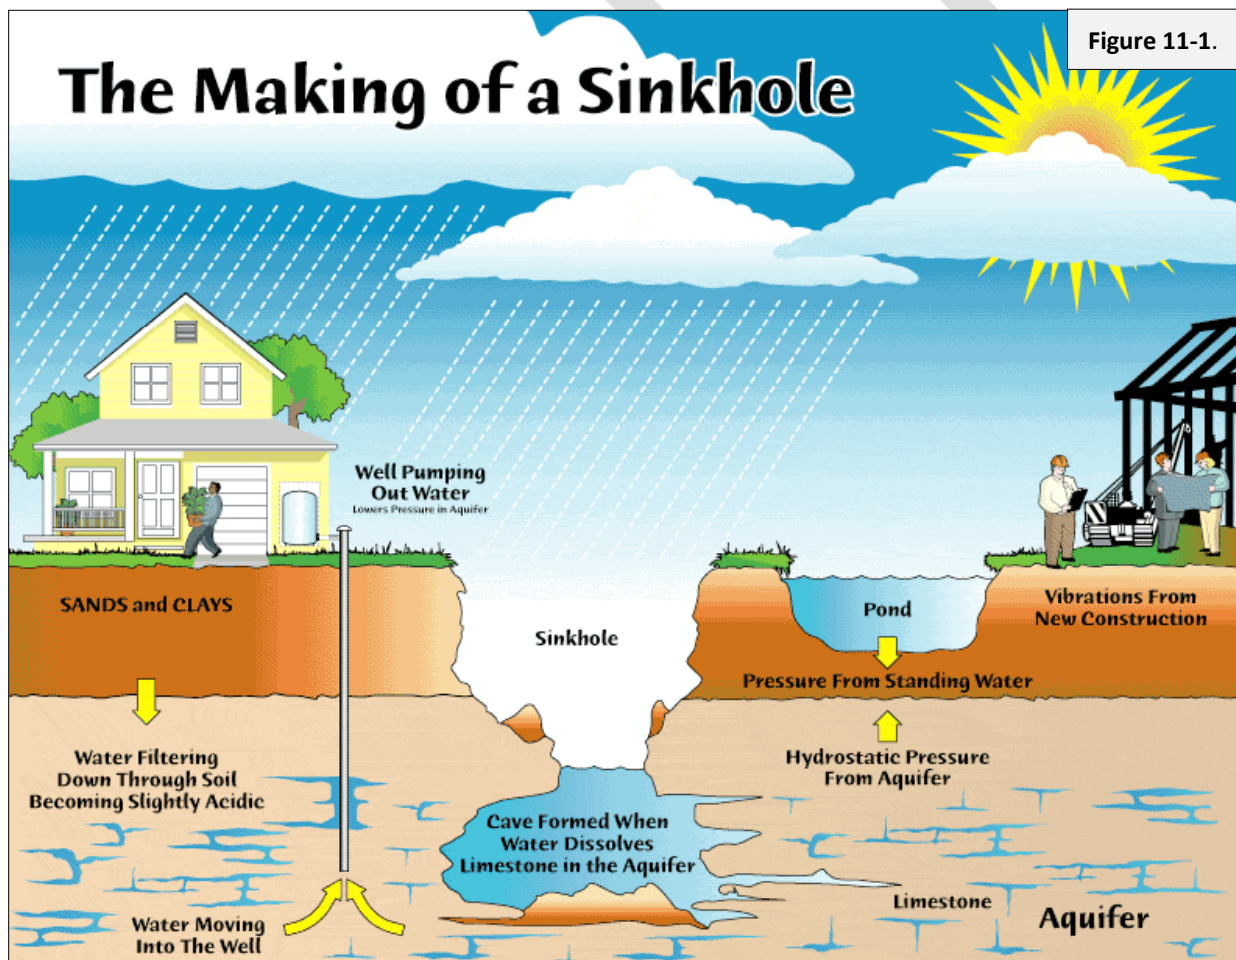 Figure 11-1.
The Making of a Sinkhole
Well Pumping
Out Water
Lowers Pressure in Aquifer
SANDS and CLAYS
Sinkhole
Pond
Vibrations From
New Construction
Pressure From Standing Water
Water Filtering
Down Through Soil
Becoming Slightly Acidic
Hydrostatic Pressure
From Aquifer
Cave Formed When
Water Dissolves
Limestone in the Aquifer
Limestone
Aquifer
Water Moving
Into The Well